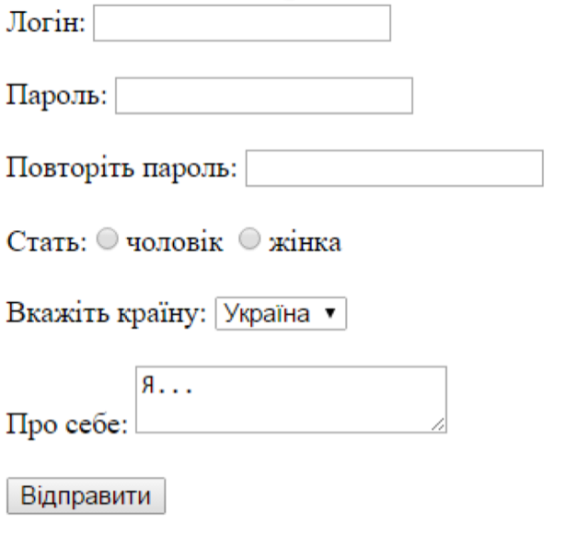 Логін:
Пароль:
Повторіть пароль:
Стать: чоловік жінка
Вкажіть країну: Україна
Про себе: Я...
Відправити